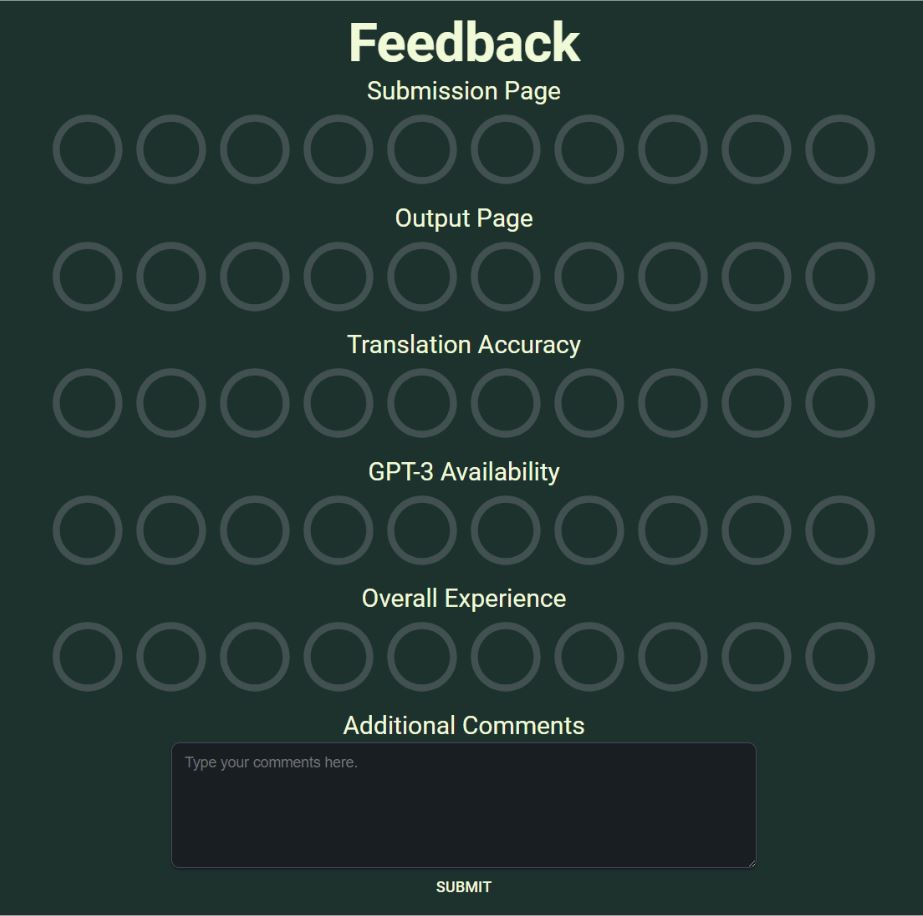 Feedback
Submission Page
Output Page
Translation Accuracy
GPT-3 Availability
Overall Experience
Additional Comments
Type your comments here.
SUBMIT